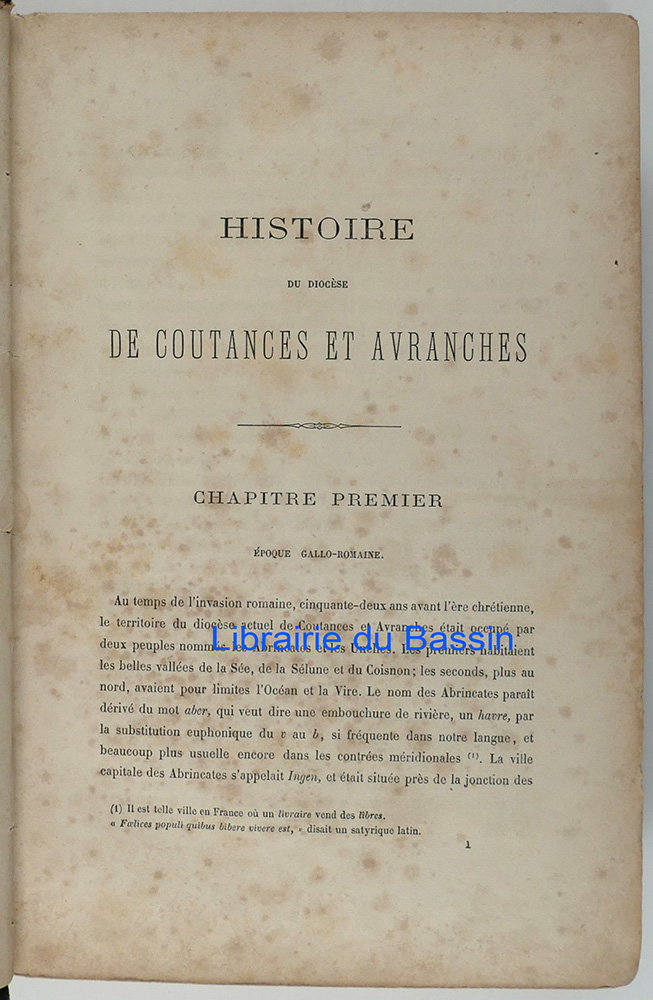 HISTOIRE
DU DIOCÈSE
DE COUTANCES ET AVRANCHES
CHAPITRE PREMIER
ÉPOQUE GALLO-ROMAINE.
Au temps de l'invasion romaine, cinquante-deux ans avant l'ère chrétienne,
le territoire du diocèse actuel de Coutances et Avranches était occupé par
deux peuples nommés les Abrincates et les Unelles. Les premiers habitaient
Librairie du Bassin
les belles vallées de la Sée, de la Sélune et du Coisnon ; les seconds, plus au
nord, avaient pour limites l'Océan et la Vire. Le nom des Abrincates paraît
dérivé du mot aber, qui veut dire une embouchure de rivière, un havre, par
la substitution euphonique du v au b, si fréquente dans notre langue, et
beaucoup plus usuelle encore dans les contrées méridionales (1). La ville
capitale des Abrincates s'appelait Ingen, et était située près de la jonction des
(1) Il est telle ville en France où un livraire vend des libres.
« Fœlices populi quibus bibere vivere est, » disait un satyrique latin.
1